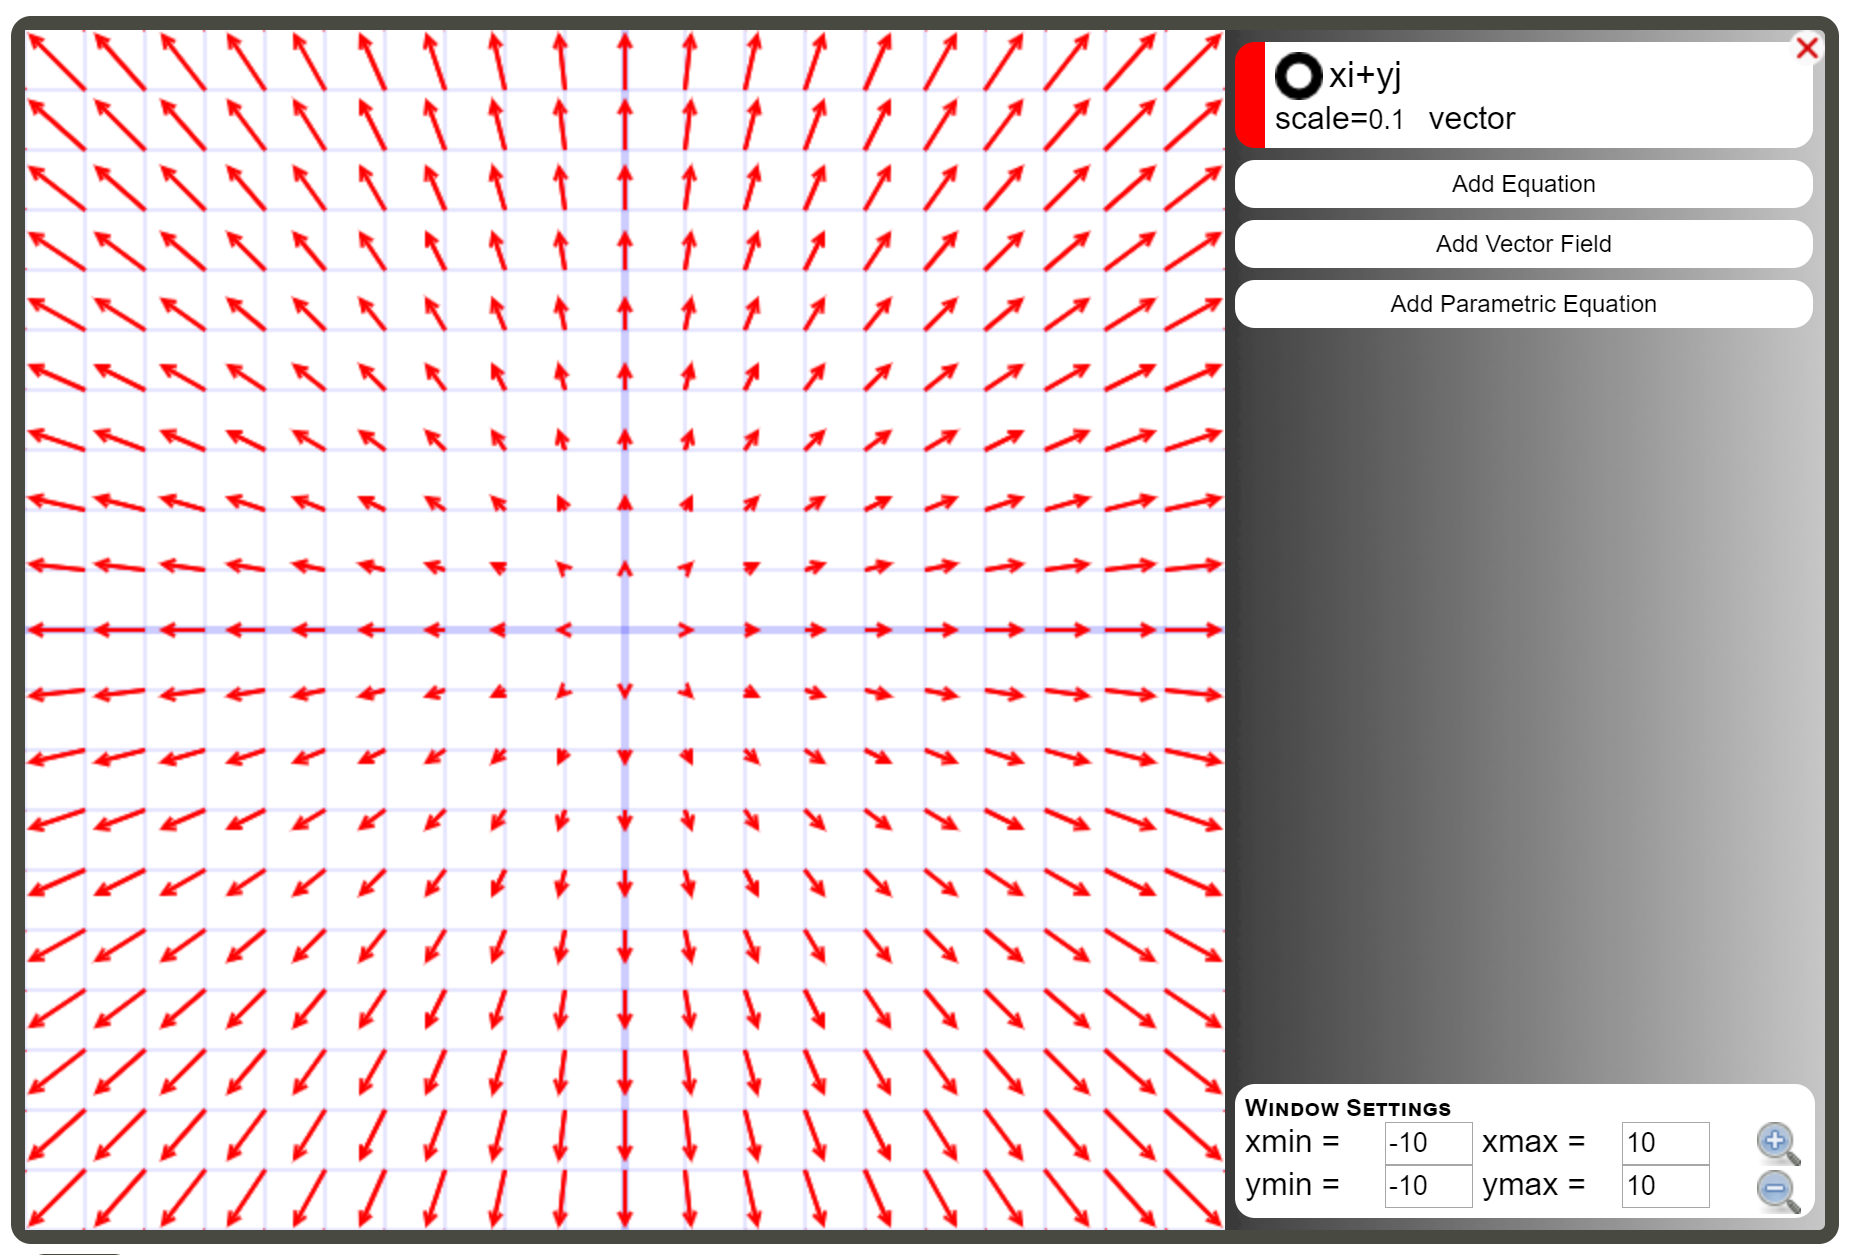 xi+yj
scale=0.1 vector
Add Equation
Add Vector Field
Add Parametric Equation
Window Settings
xmin = -10 xmax = 10
ymin = -10 ymax = 10